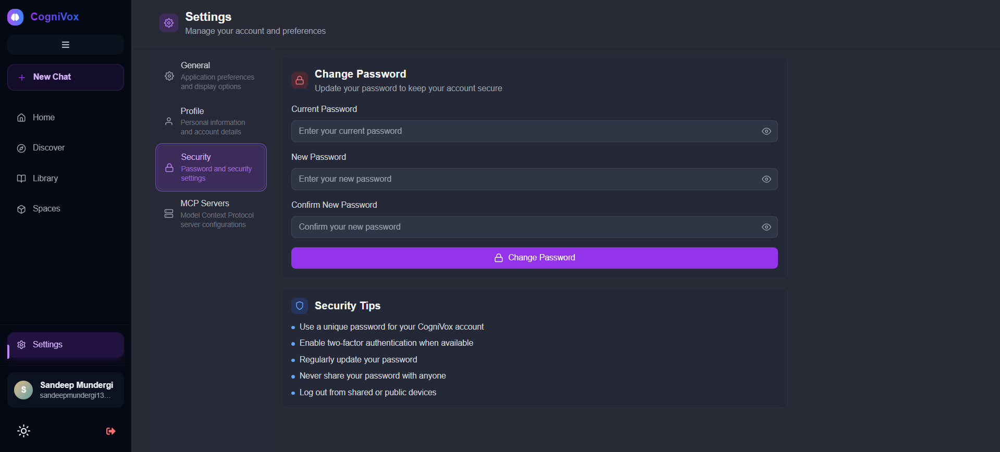 CogniVox
New Chat
Home
Discover
Library
Spaces
Settings
S
Sandeep Mundergi
sandeepmundergi13...
Settings
Manage your account and preferences
General
Application preferences
and display options
Profile
Personal information
and account details
Security
Password and security
settings
MCP Servers
Model Context Protocol
server configurations
Change Password
Update your password to keep your account secure
Current Password
Enter your current password
New Password
Enter your new password
Confirm New Password
Confirm your new password
Change Password
Security Tips
Use a unique password for your CogniVox account
Enable two-factor authentication when available
Regularly update your password
Never share your password with anyone
Log out from shared or public devices